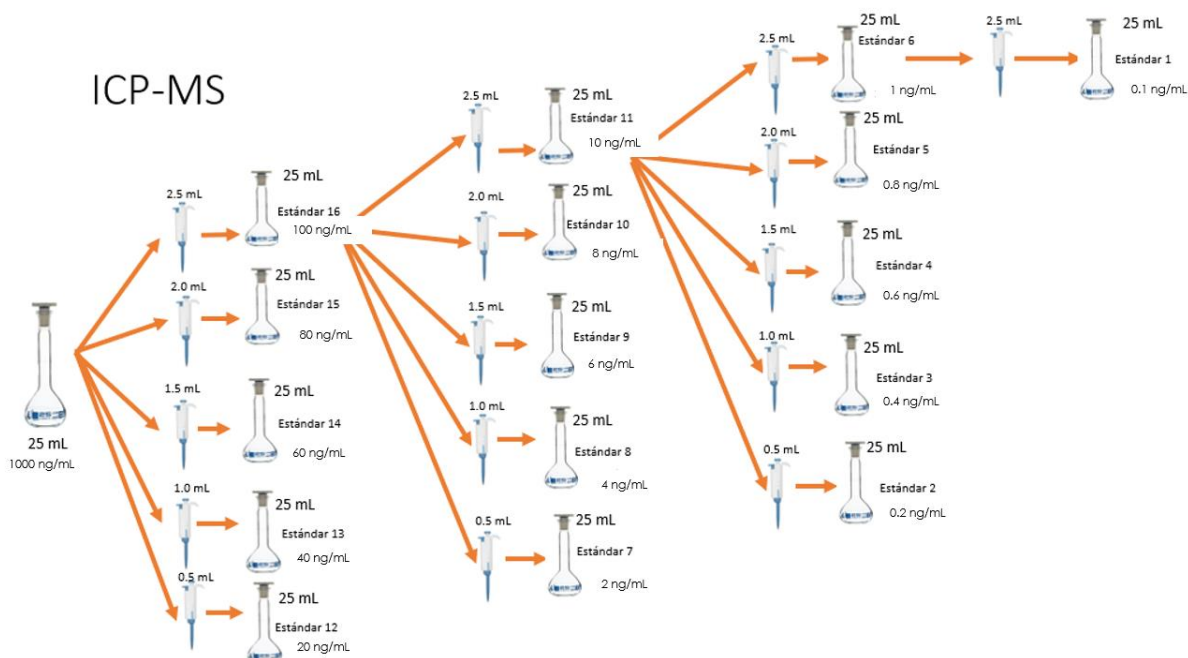 ICP-MS
25 mL
1000 ng/mL
2.5 mL
25 mL
Estándar 16
100 ng/mL
2.0 mL
25 mL
Estándar 15
80 ng/mL
1.5 mL
25 mL
Estándar 14
60 ng/mL
1.0 mL
25 mL
Estándar 13
40 ng/mL
0.5 mL
25 mL
Estándar 12
20 ng/mL
2.5 mL
25 mL
Estándar 11
10 ng/mL
2.0 mL
25 mL
Estándar 10
8 ng/mL
1.5 mL
25 mL
Estándar 9
6 ng/mL
1.0 mL
25 mL
Estándar 8
4 ng/mL
0.5 mL
25 mL
Estándar 7
2 ng/mL
2.5 mL
25 mL
Estándar 6
1 ng/mL
2.0 mL
25 mL
Estándar 5
0.8 ng/mL
1.5 mL
25 mL
Estándar 4
0.6 ng/mL
1.0 mL
25 mL
Estándar 3
0.4 ng/mL
0.5 mL
25 mL
Estándar 2
0.2 ng/mL
2.5 mL
25 mL
Estándar 1
0.1 ng/mL